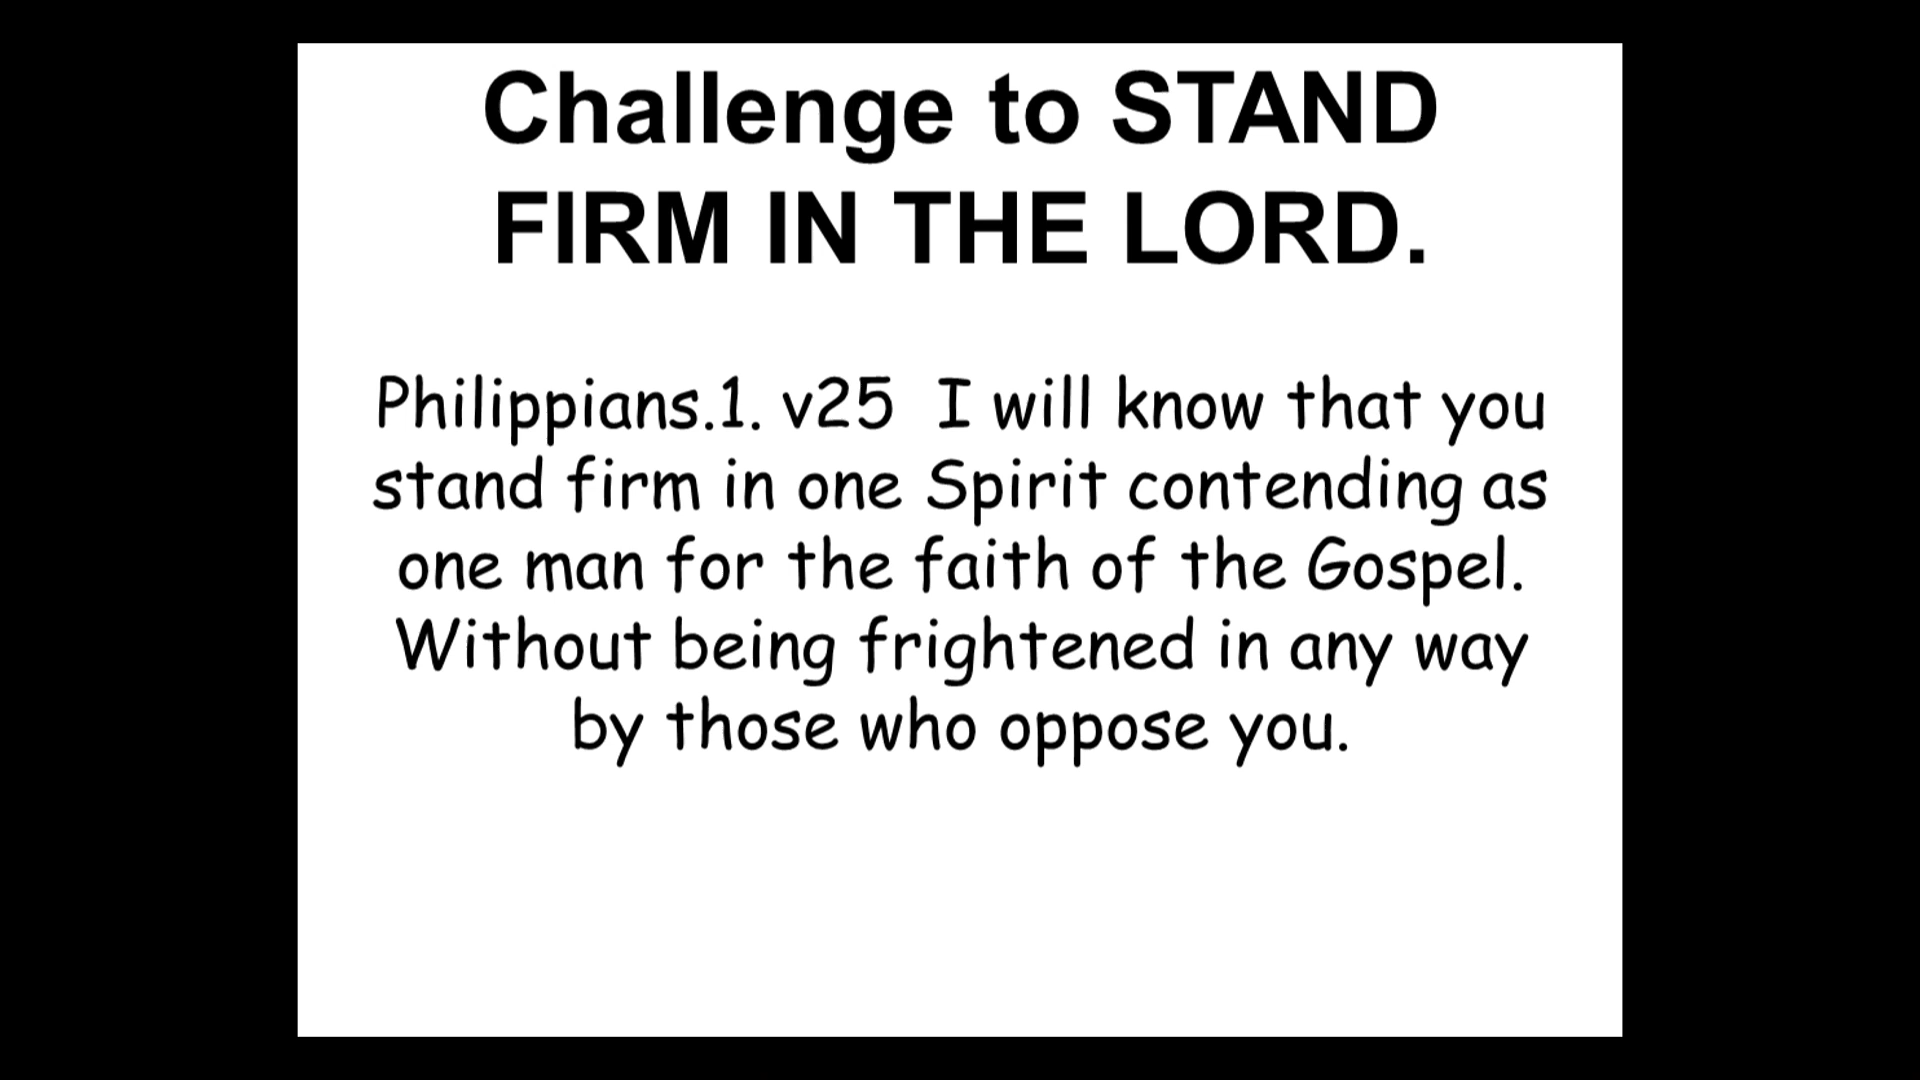 Challenge to STAND
FIRM IN THE LORD.
Philippians.1. v25  I will know that you
stand firm in one Spirit contending as
one man for the faith of the Gospel.
Without being frightened in any way
by those who oppose you.